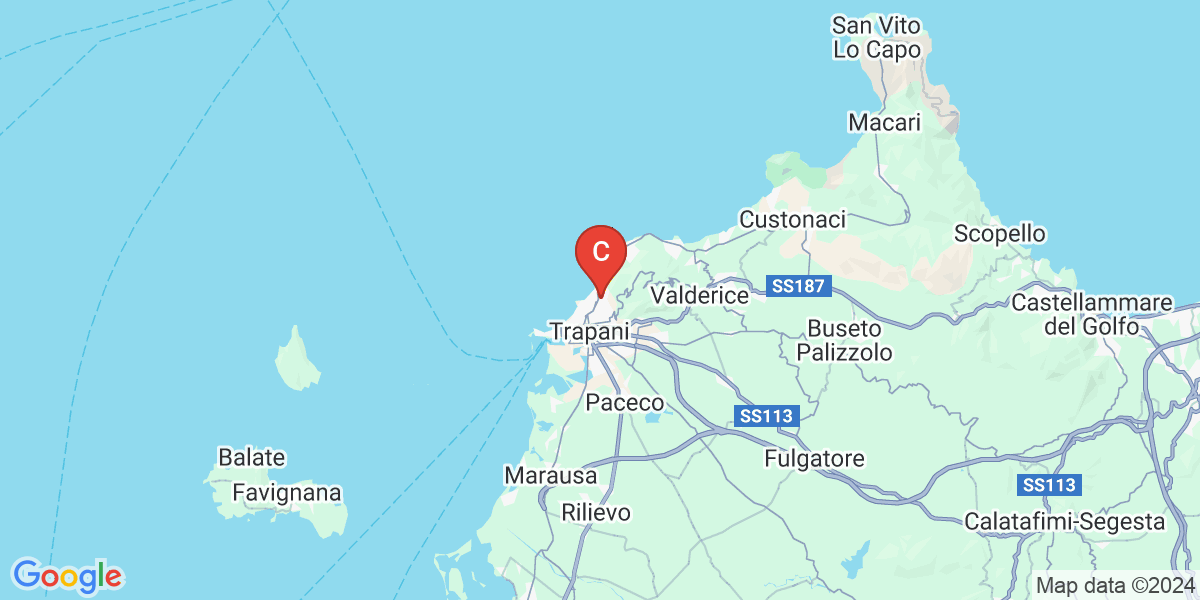 San Vito
Lo Capo
Macari
Custonaci
Scopello
C
SS187
Valderice
Castellammare
del Golfo
Trapani
Buseto
Palizzolo
Paceco
SS113
Balate
Fulgatore
Marausa
Favignana
SS113
Rilievo
Calatafimi-Segesta
Google
Map data ©2024